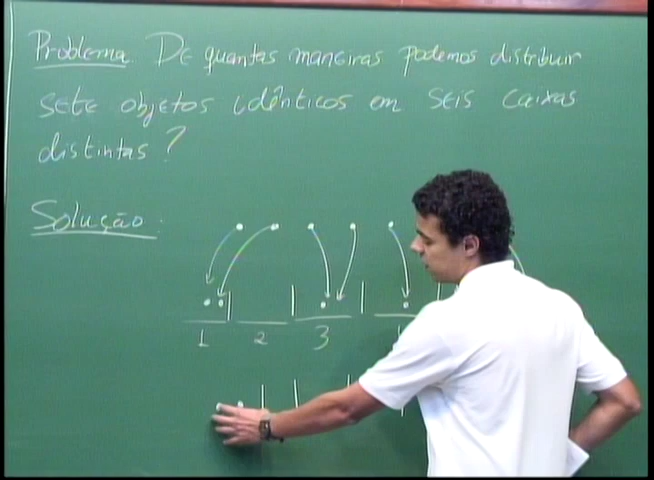 Problema. De quantas maneiras podemos distribuir
sete objetos idênticos em seis caixas
distintas?
Solução:
1 2 3